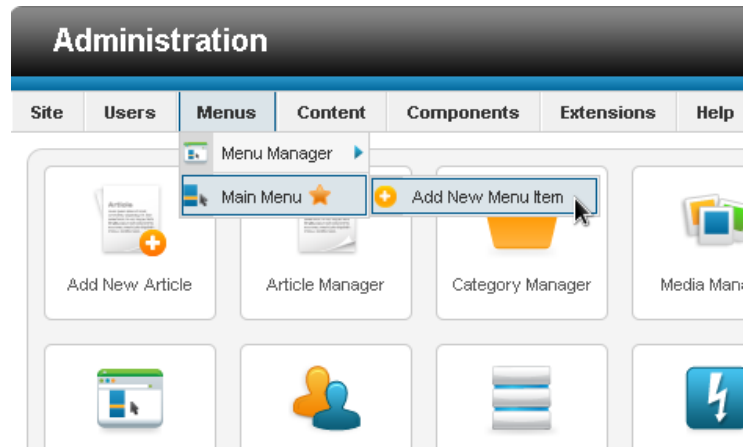 Administration
Site Users Menus Content Components Extensions Help
Menu Manager
Main Menu Add New Menu Item
Article
Add New Article Article Manager Category Manager Media